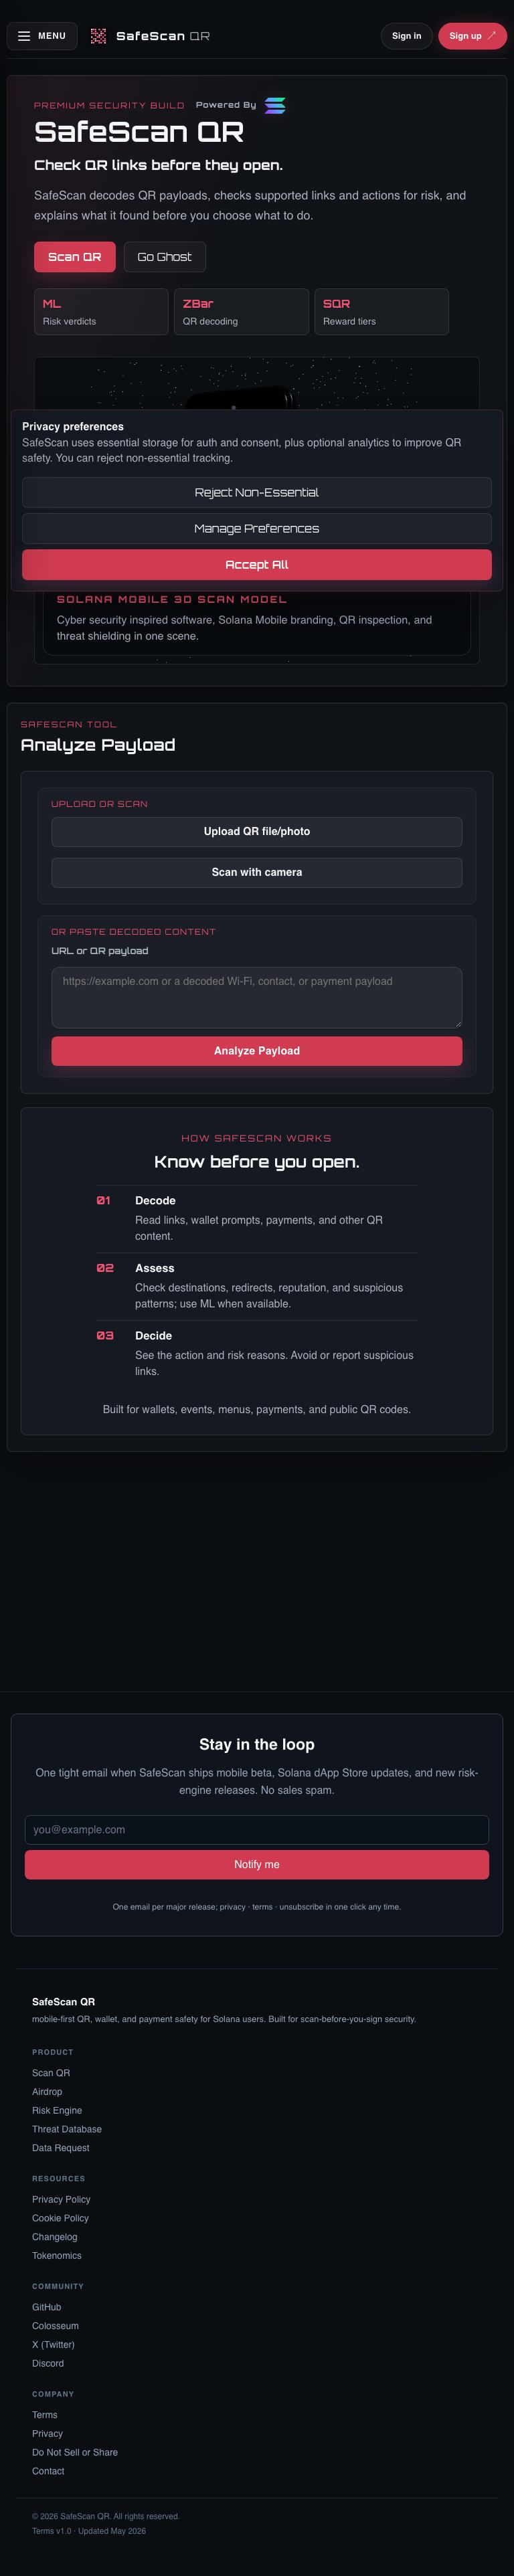 MENU
SafeScan QR
Sign in
Sign up
PREMIUM SECURITY BUILD
Powered By
SafeScan QR
Check QR links before they open.
SafeScan decodes QR payloads, checks supported links and actions for risk, and
explains what it found before you choose what to do.
Scan QR
Go Ghost
ML
Risk verdicts
ZBar
QR decoding
SQR
Reward tiers
Privacy preferences
SafeScan uses essential storage for auth and consent, plus optional analytics to improve QR
safety. You can reject non-essential tracking.
Reject Non-Essential
Manage Preferences
Accept All
SOLANA MOBILE 3D SCAN MODEL
Cyber security inspired software, Solana Mobile branding, QR inspection, and
threat shielding in one scene.
SAFESCAN TOOL
Analyze Payload
UPLOAD OR SCAN
Upload QR file/photo
Scan with camera
OR PASTE DECODED CONTENT
URL or QR payload
https://example.com or a decoded Wi-Fi, contact, or payment payload
Analyze Payload
HOW SAFESCAN WORKS
Know before you open.
01
Decode
Read links, wallet prompts, payments, and other QR
content.
02
Assess
Check destinations, redirects, reputation, and suspicious
patterns; use ML when available.
03
Decide
See the action and risk reasons. Avoid or report suspicious
links.
Built for wallets, events, menus, payments, and public QR codes.
Stay in the loop
One tight email when SafeScan ships mobile beta, Solana dApp Store updates, and new risk-
engine releases. No sales spam.
you@example.com
Notify me
One email per major release; privacy · terms · unsubscribe in one click any time.
SafeScan QR
mobile-first QR, wallet, and payment safety for Solana users. Built for scan-before-you-sign security.
PRODUCT
Scan QR
Airdrop
Risk Engine
Threat Database
Data Request
RESOURCES
Privacy Policy
Cookie Policy
Changelog
Tokenomics
COMMUNITY
GitHub
Colosseum
X (Twitter)
Discord
COMPANY
Terms
Privacy
Do Not Sell or Share
Contact
© 2026 SafeScan QR. All rights reserved.
Terms v1.0 · Updated May 2026